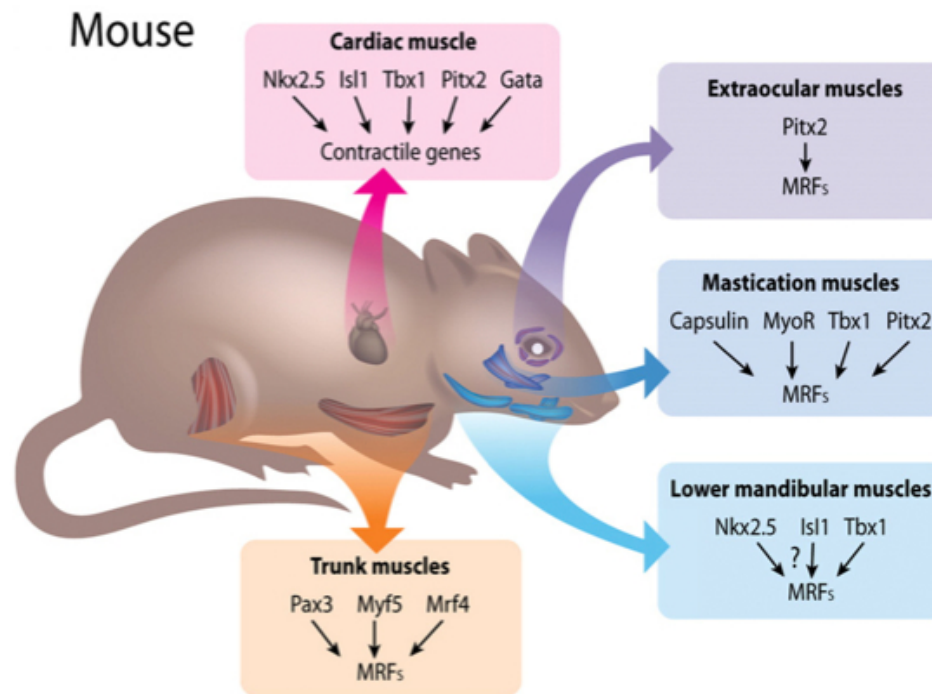 Mouse
Cardiac muscle
Nkx2.5 Isl1 Tbx1 Pitx2 Gata
Contractile genes
Extraocular muscles
Pitx2
MRFs
Mastication muscles
Capsulin MyoR Tbx1 Pitx2
MRFs
Lower mandibular muscles
Nkx2.5 Isl1 Tbx1
?
MRFs
Trunk muscles
Pax3 Myf5 Mrf4
MRFs